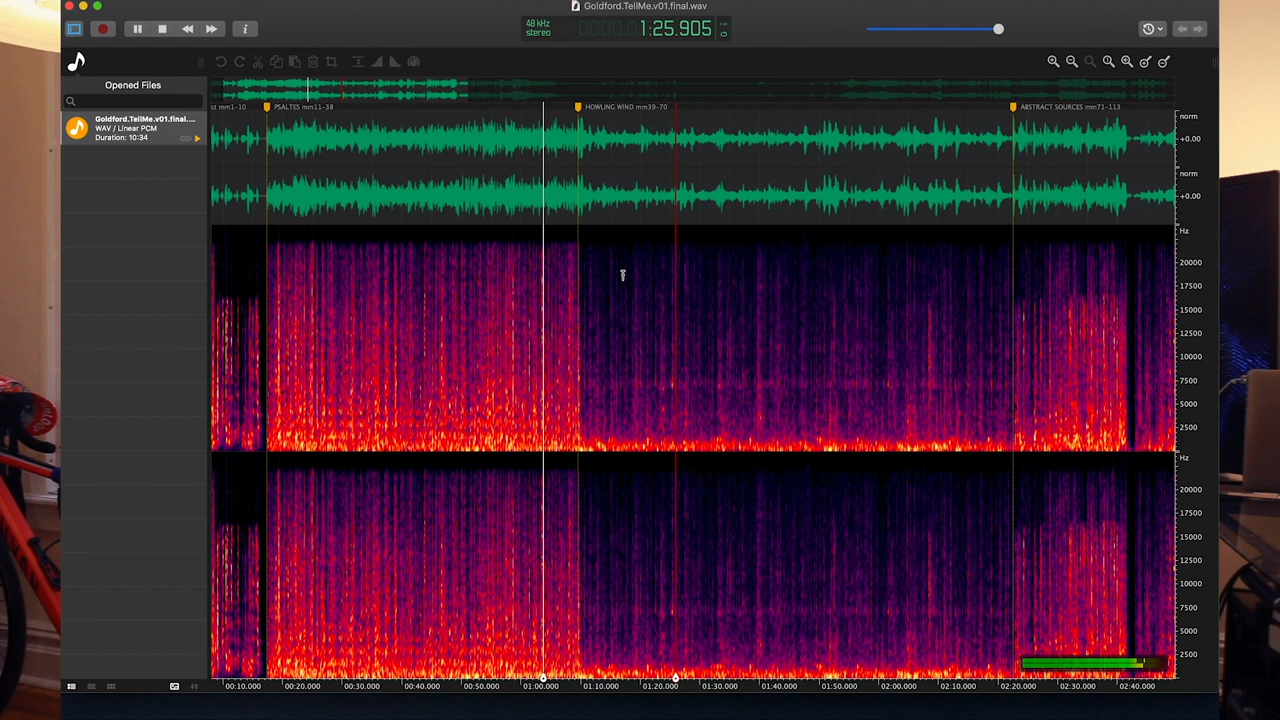 Goldford.TellMe.v01.final.wav
48 kHz
stereo
1:25.905
Opened Files
Goldford.TellMe.v01.final....
WAV / Linear PCM
Duration: 10:34
ct mm1-10
PSALTES mm11-38
HOWLING WIND mm39-70
ABSTRACT SOURCES mm71-113
norm
+0.00
norm
+0.00
Hz
20000
17500
15000
12500
10000
7500
5000
2500
Hz
20000
17500
15000
12500
10000
7500
5000
2500
00:10.000
00:20.000
00:30.000
00:40.000
00:50.000
01:00.000
01:10.000
01:20.000
01:30.000
01:40.000
01:50.000
02:00.000
02:10.000
02:20.000
02:30.000
02:40.000